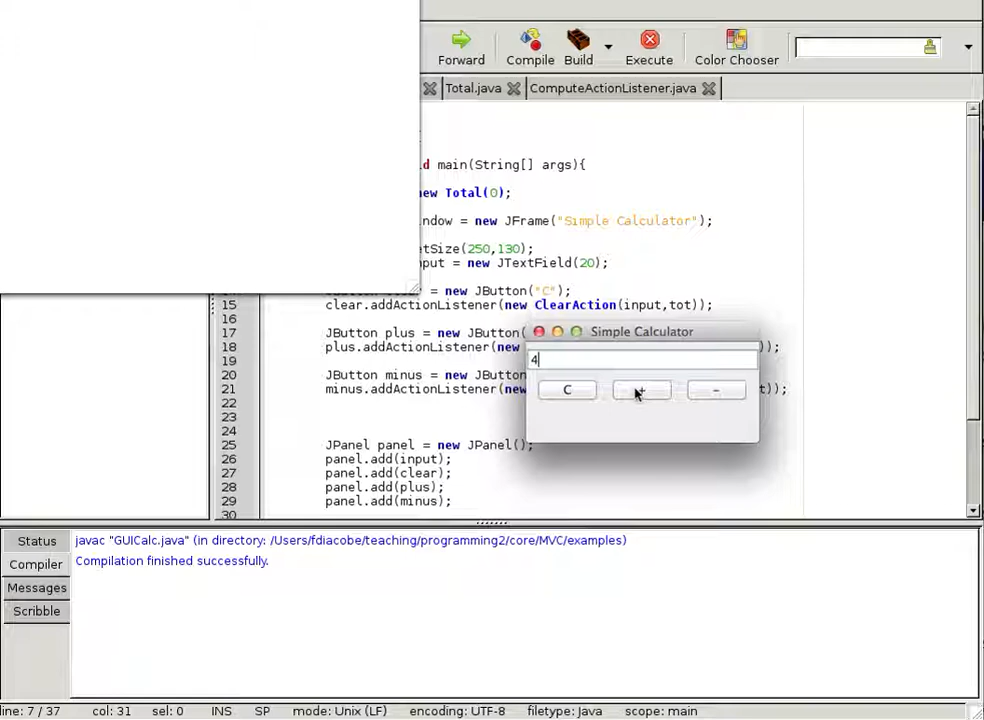 Forward Compile Build Execute Color Chooser
Total.java ComputeActionListener.java
ld main(String[] args){
new Total(0);
ndow = new JFrame("Simple Calculator");
etSize(250,130);
put = new JTextField(20);
= new JButton("C");
15 clear.addActionListener(new ClearAction(input,tot));
16
17 JButton plus = new JButton(
18 plus.addActionListener(new ));
19
20 JButton minus = new JButton
21 minus.addActionListener(new t));
22
23
24
25 JPanel panel = new JPanel();
26 panel.add(input);
27 panel.add(clear);
28 panel.add(plus);
29 panel.add(minus);
30
Simple Calculator
4
C + -
Status
Compiler
Messages
Scribble
javac "GUICalc.java" (in directory: /Users/fdiacobe/teaching/programming2/core/MVC/examples)
Compilation finished successfully.
line: 7 / 37 col: 31 sel: 0 INS SP mode: Unix (LF) encoding: UTF-8 filetype: Java scope: main